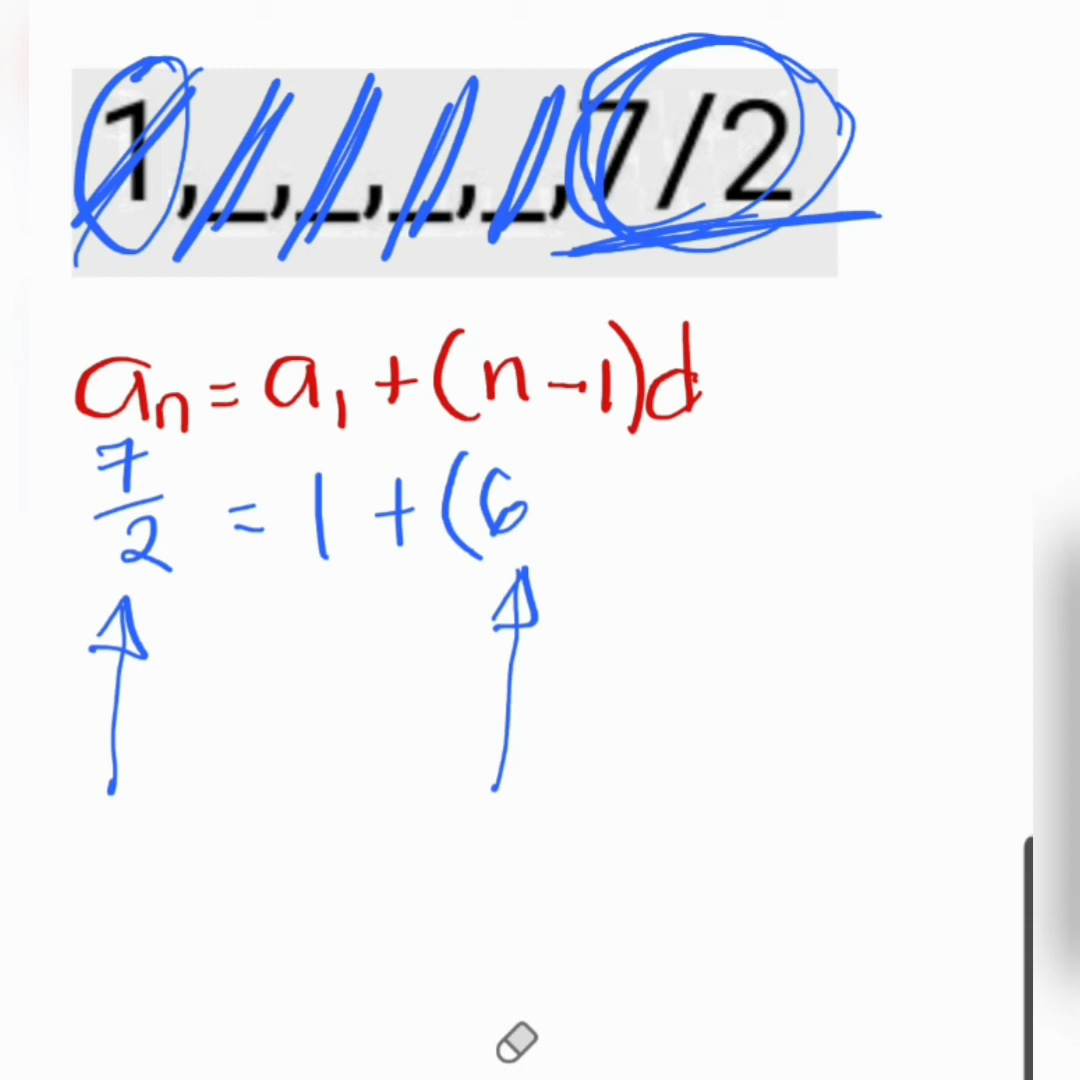 1,_,_,_,_,7/2
aₙ = a₁ + (n-1)d
7/2 = 1 + (6